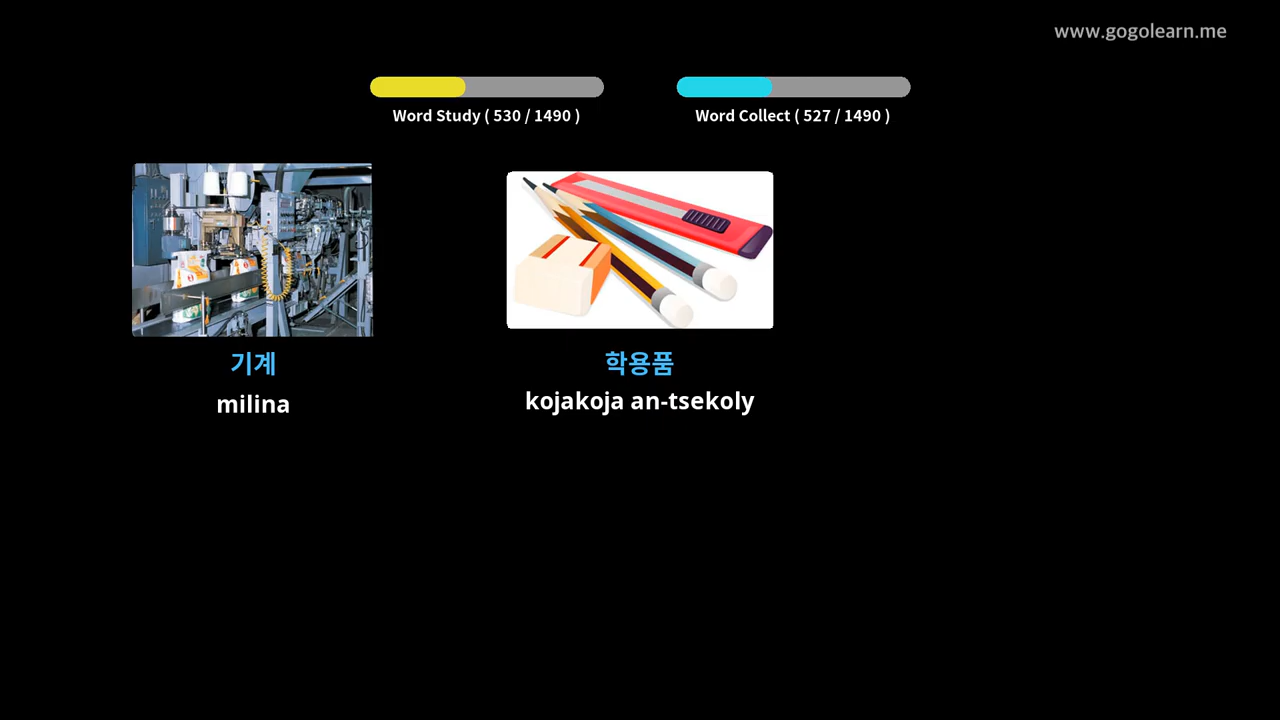 www.gogolearn.me
Word Study ( 530 / 1490 )
Word Collect ( 527 / 1490 )
기계
milina
학용품
kojakoja an-tsekoly